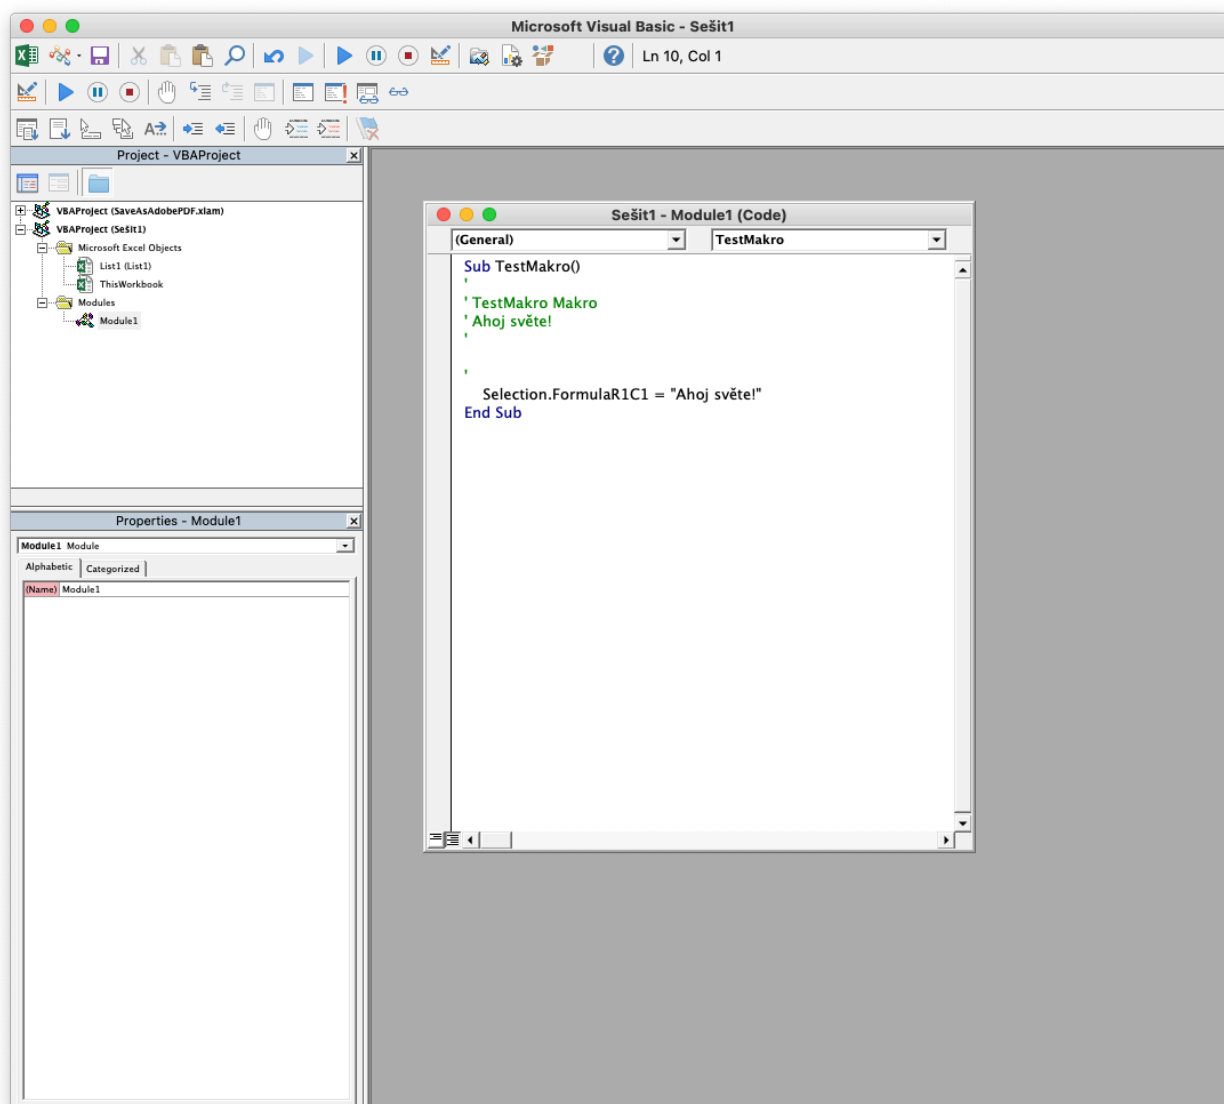 Microsoft Visual Basic - Sešit1
Ln 10, Col 1
Project - VBAProject
VBAProject (SaveAsAdobePDF.xlam)
VBAProject (Sešit1)
Microsoft Excel Objects
List1 (List1)
ThisWorkbook
Modules
Module1
Properties - Module1
Module1 Module
Alphabetic Categorized
(Name) Module1
Sešit1 - Module1 (Code)
(General) TestMakro
Sub TestMakro()
'
' TestMakro Makro
' Ahoj světe!
'
'
Selection.FormulaR1C1 = "Ahoj světe!"
End Sub